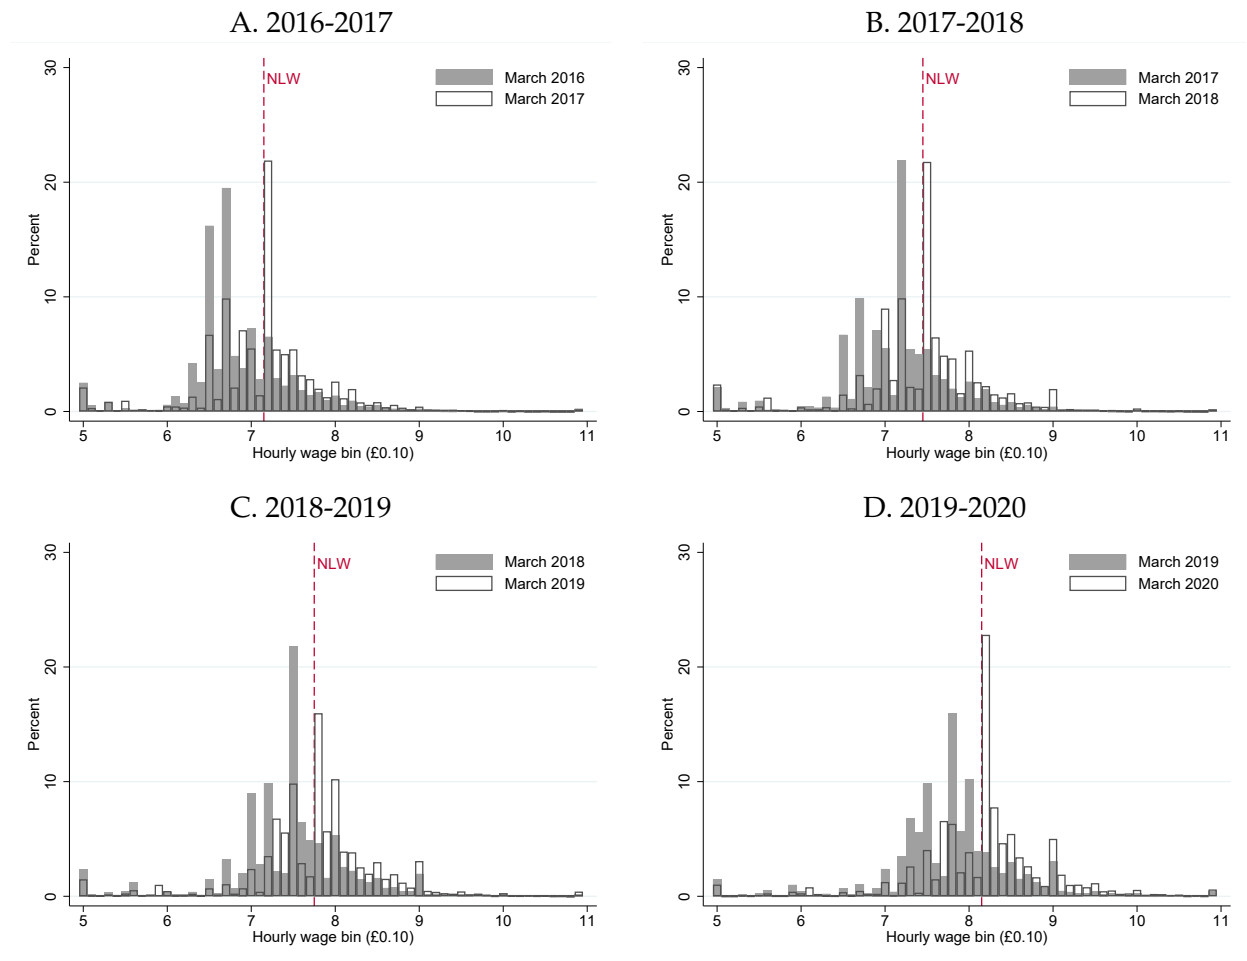 A. 2016-2017
30
20
10
0
Percent
NLW
March 2016
March 2017
5 6 7 8 9 10 11
Hourly wage bin (£0.10)
B. 2017-2018
30
20
10
0
Percent
NLW
March 2017
March 2018
5 6 7 8 9 10 11
Hourly wage bin (£0.10)
C. 2018-2019
30
20
10
0
Percent
NLW
March 2018
March 2019
5 6 7 8 9 10 11
Hourly wage bin (£0.10)
D. 2019-2020
30
20
10
0
Percent
NLW
March 2019
March 2020
5 6 7 8 9 10 11
Hourly wage bin (£0.10)